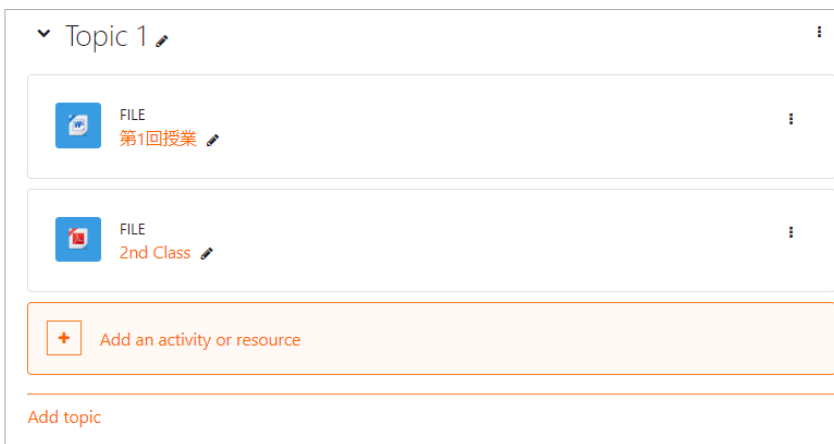 Topic 1
FILE
第1回授業
FILE
2nd Class
Add an activity or resource
Add topic